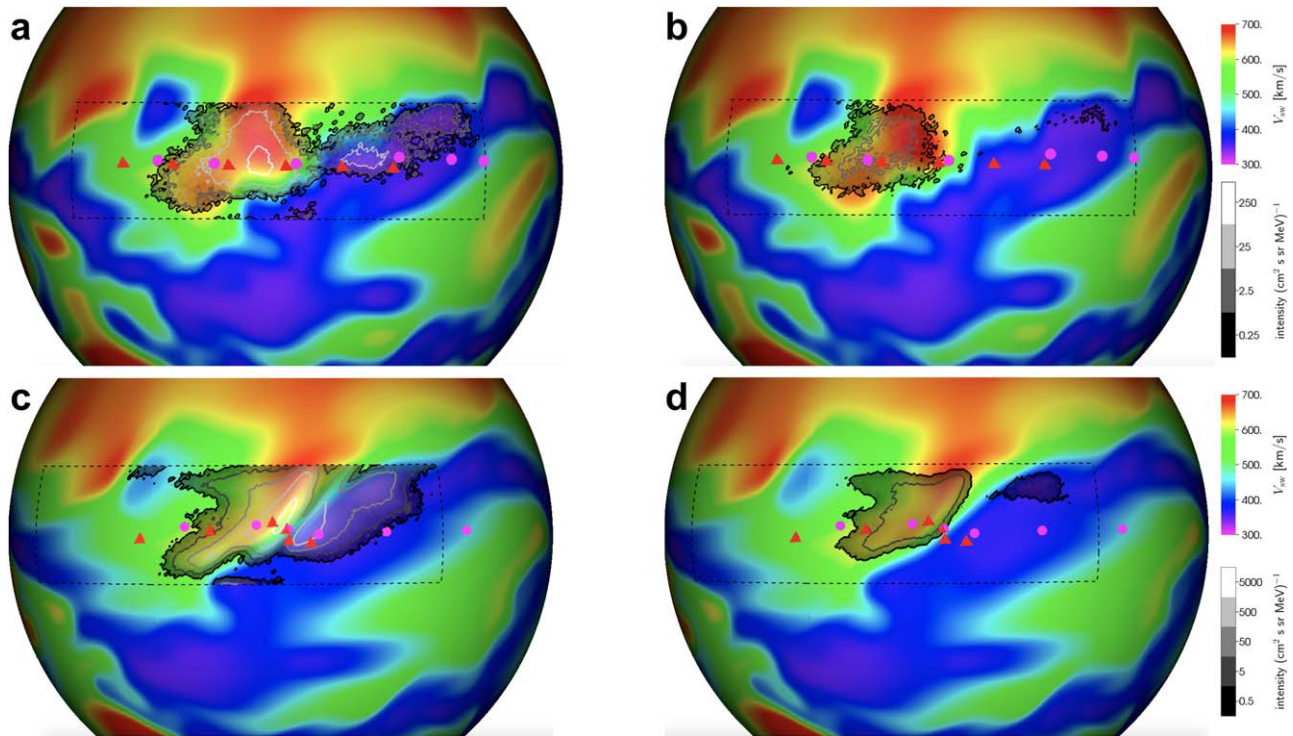 a
b
700.
600.
500.
400.
300.
V_sw [km/s]
250
25
2.5
0.25
intensity (cm² s sr MeV)⁻¹
c
d
700.
600.
500.
400.
300.
V_sw [km/s]
5000
500
50
5
0.5
intensity (cm² s sr MeV)⁻¹